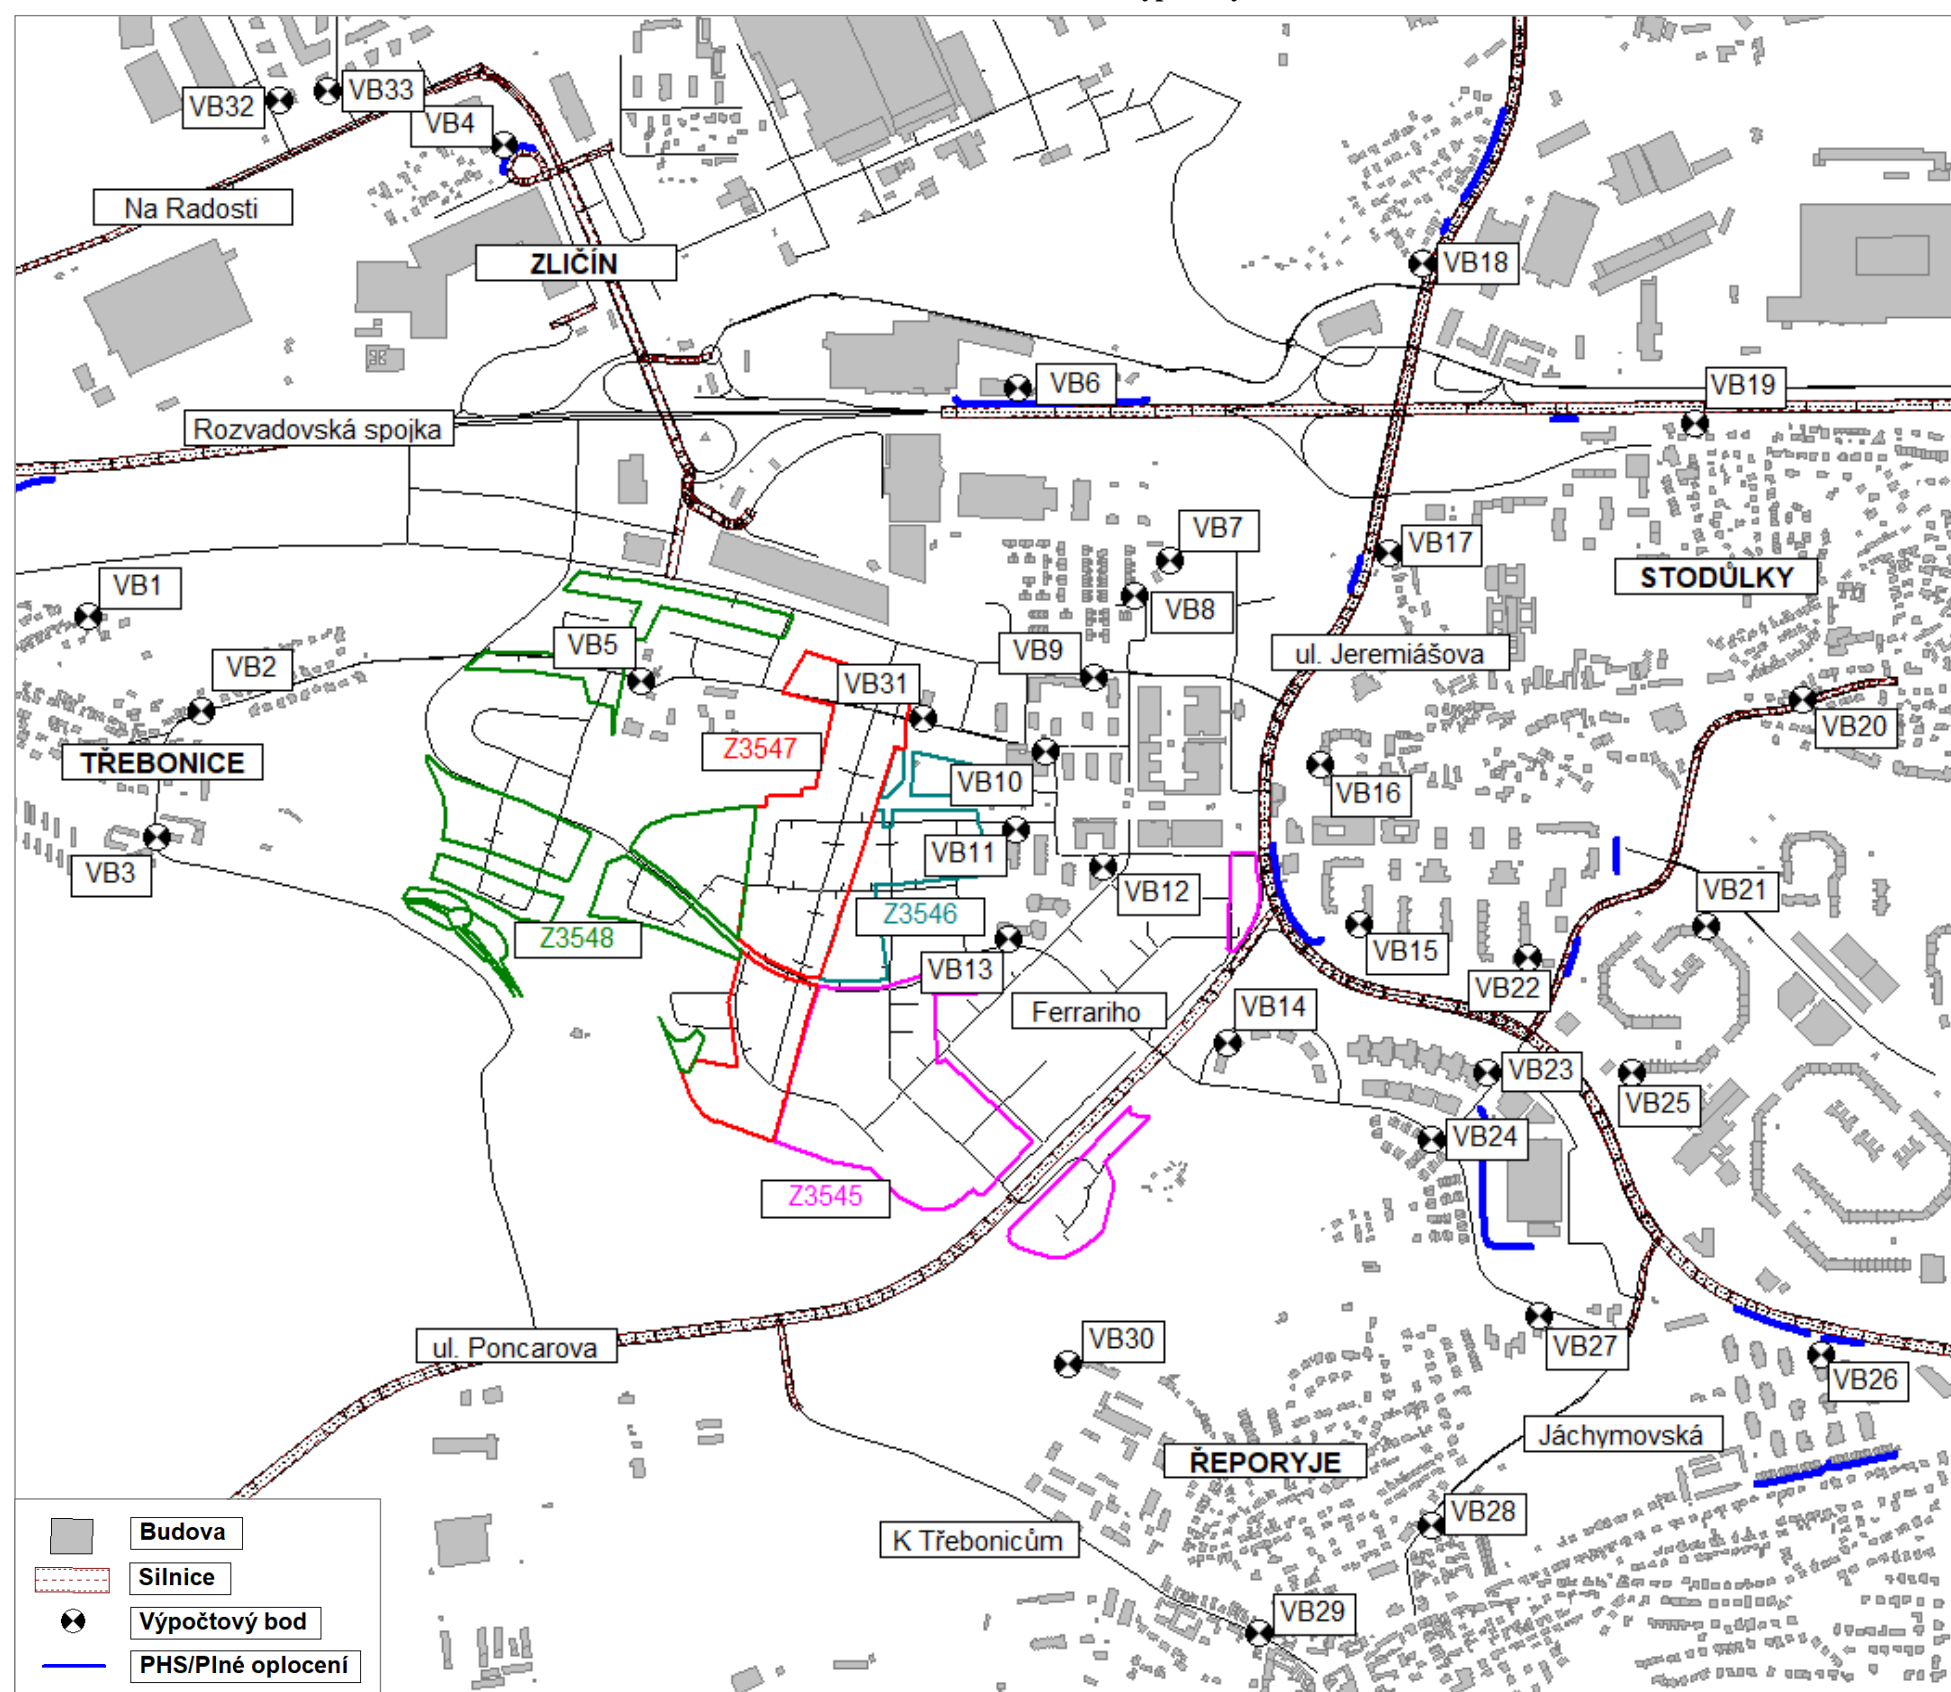 VB33
VB32
VB4
Na Radosti
ZLIČÍN
VB18
VB6
VB19
Rozvadovská spojka
VB7
VB17
VB1
STODŮLKY
VB8
VB5
VB9
ul. Jeremiášova
VB2
VB31
VB20
Z3547
TŘEBONICE
VB10
VB16
VB11
VB3
VB12
VB21
Z3546
Z3548
VB15
VB13
VB22
Ferrariho
VB14
VB23
VB25
VB24
Z3545
VB30
ul. Poncarova
VB27
VB26
Jáchymovská
ŘEPORYJE
VB28
K Třebonicům
VB29
Budova
Silnice
Výpočtový bod
PHS/Plné oplocení